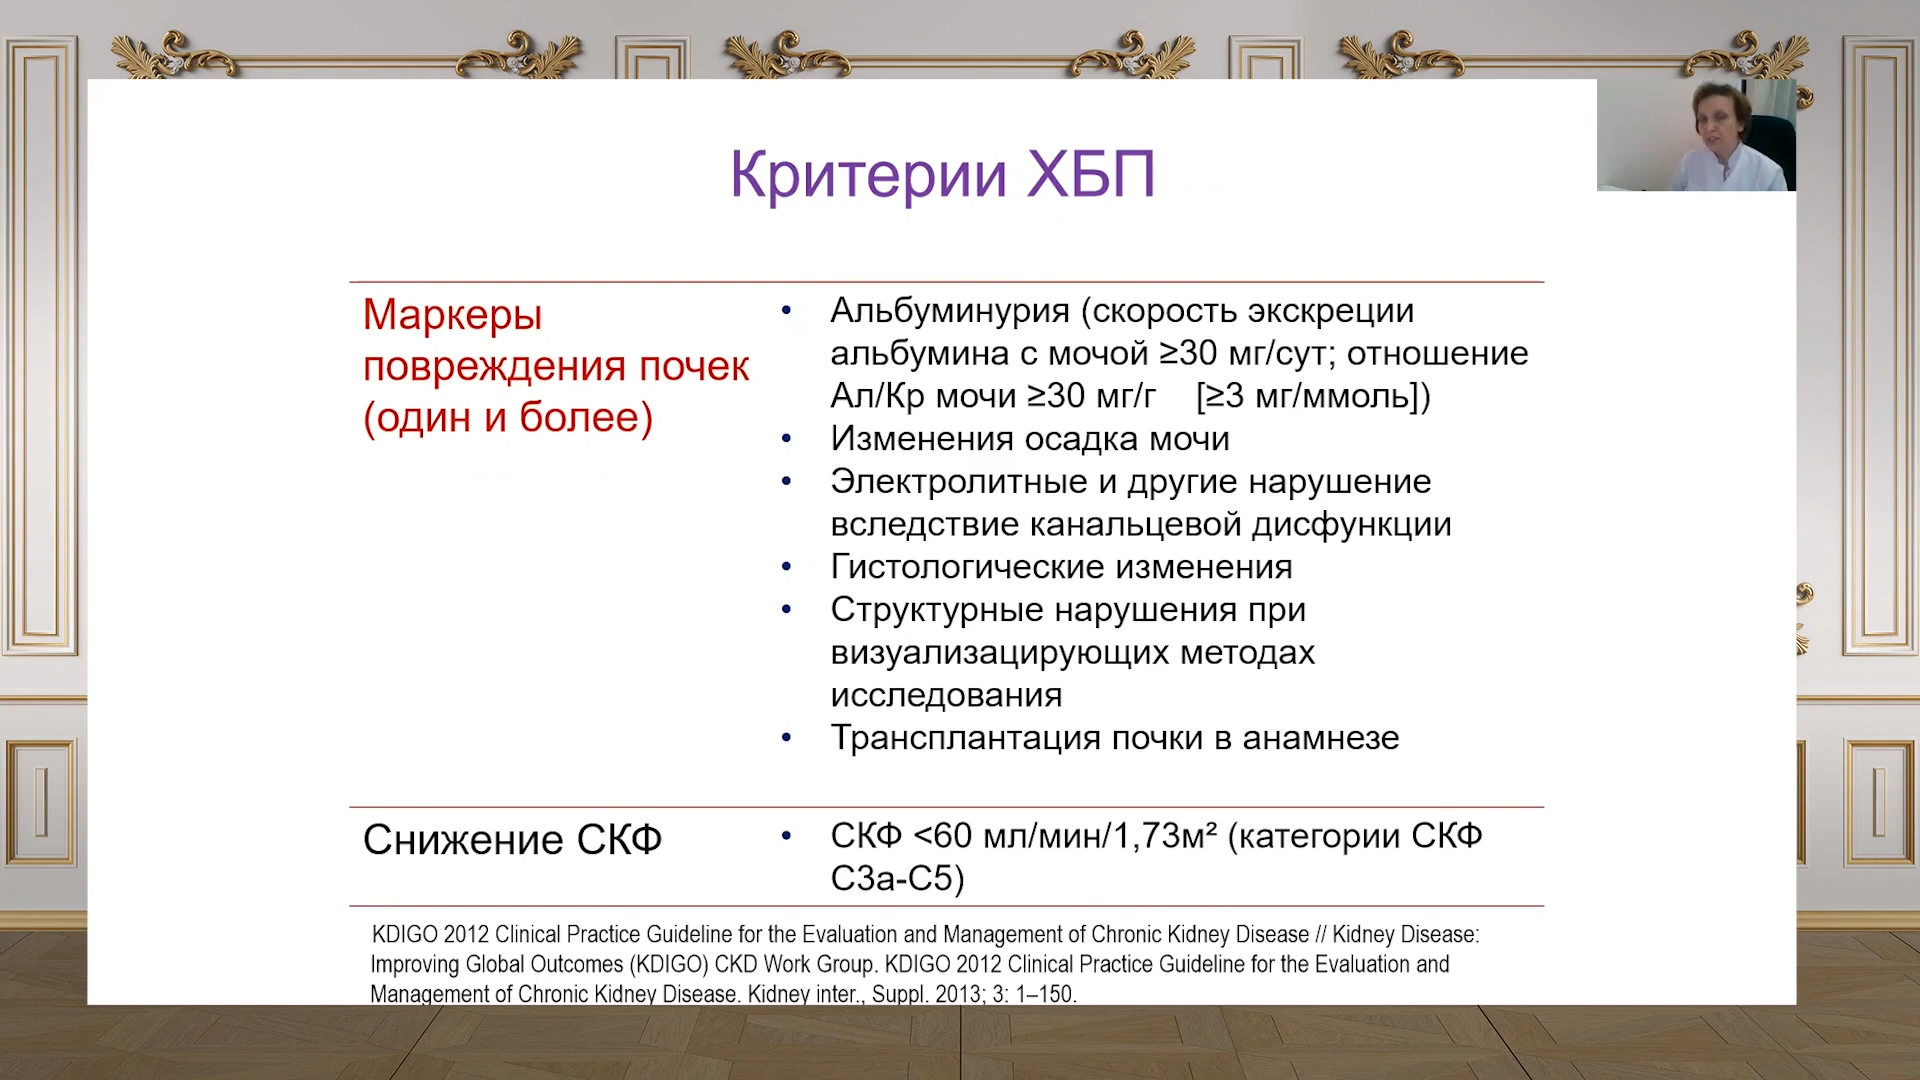 Критерии ХБП
Маркеры
повреждения почек
(один и более)
• Альбуминурия (скорость экскреции
альбумина с мочой ≥30 мг/сут; отношение
Ал/Кр мочи ≥30 мг/г [≥3 мг/ммоль])
• Изменения осадка мочи
• Электролитные и другие нарушение
вследствие канальцевой дисфункции
• Гистологические изменения
• Структурные нарушения при
визуализацирующих методах
исследования
• Трансплантация почки в анамнезе
Снижение СКФ
• СКФ <60 мл/мин/1,73м² (категории СКФ
С3а-С5)
KDIGO 2012 Clinical Practice Guideline for the Evaluation and Management of Chronic Kidney Disease // Kidney Disease:
Improving Global Outcomes (KDIGO) CKD Work Group. KDIGO 2012 Clinical Practice Guideline for the Evaluation and
Management of Chronic Kidney Disease. Kidney inter., Suppl. 2013; 3: 1–150.